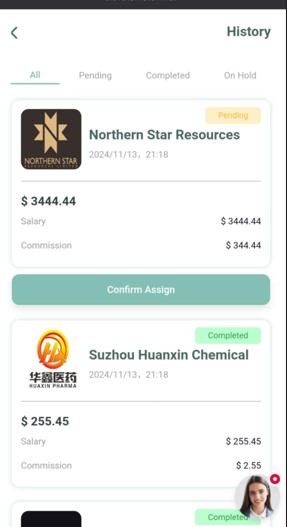 History
All
Pending
Completed
On Hold
Pending
NORTHERN STAR
RESOURCES LIMITED
Northern Star Resources
2024/11/13, 21:18
$ 3444.44
Salary
$ 3444.44
Commission
$ 344.44
Confirm Assign
Completed
华鑫医药
HUAXIN PHARMA
Suzhou Huanxin Chemical
2024/11/13, 21:18
$ 255.45
Salary
$ 255.45
Commission
$ 2.55
Completed